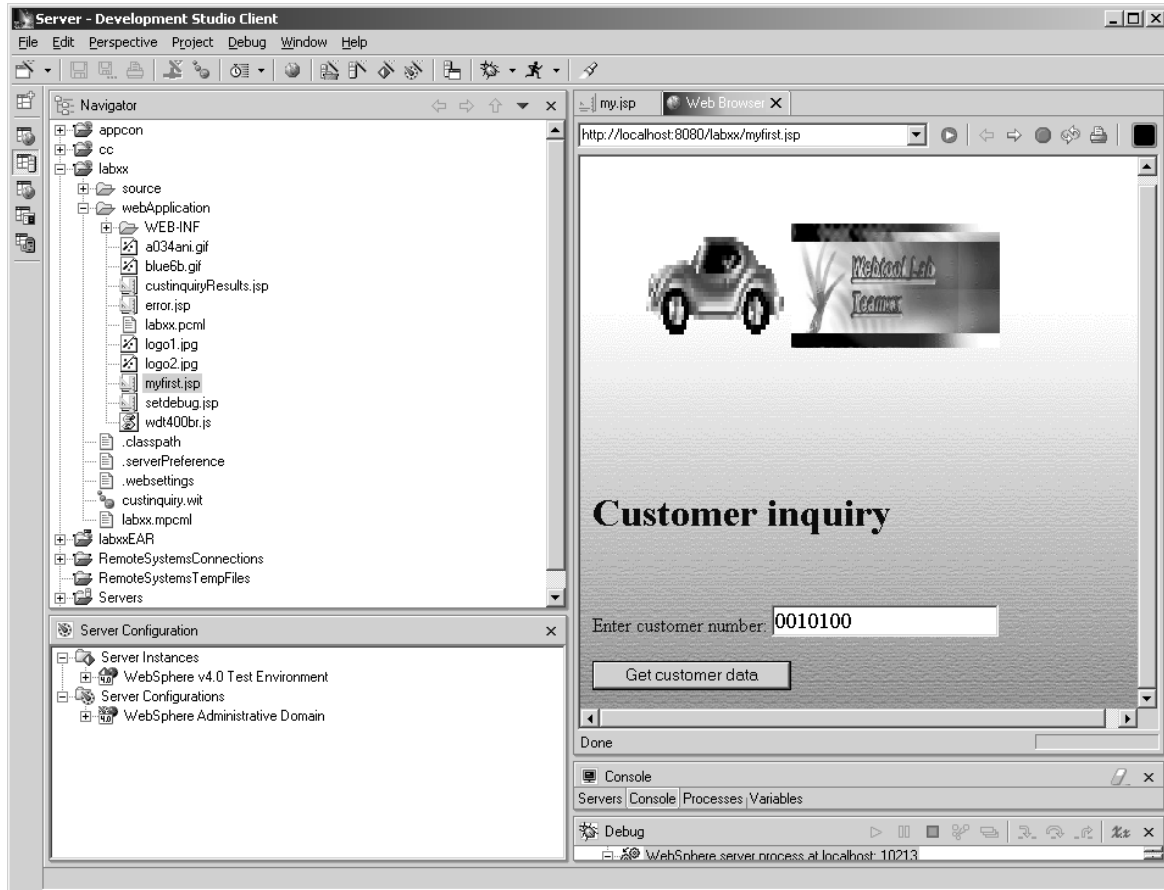 Server - Development Studio Client
File Edit Perspective Project Debug Window Help
Navigator
appcon
cc
labxx
source
webApplication
WEB-INF
a034ani.gif
blue6b.gif
custinquiryResults.jsp
error.jsp
labxx.pcml
logo1.jpg
logo2.jpg
myfirst.jsp
setdebug.jsp
wdt400br.js
.classpath
.serverPreference
.websettings
custinquiry.wit
labxx.mpcml
labxxEAR
RemoteSystemsConnections
RemoteSystemsTempFiles
Servers
Server Configuration
Server Instances
WebSphere v4.0 Test Environment
Server Configurations
WebSphere Administrative Domain
my.jsp Web Browser
http://localhost:8080/labxx/myfirst.jsp
Webtool Lab
Teamxx
Customer inquiry
Enter customer number: 0010100
Get customer data
Done
Console
Servers Console Processes Variables
Debug
WebSphere server process at localhost: 10213